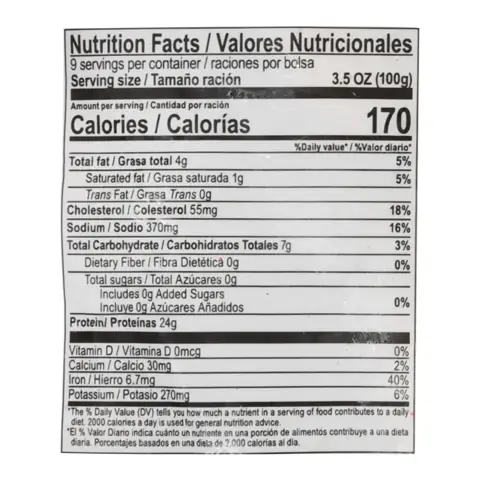 Nutrition Facts / Valores Nutricionales
9 servings per container / raciones por bolsa
Serving size / Tamaño ración 3.5 OZ (100g)
Amount per serving / Cantidad por ración
Calories / Calorías 170
%Daily value* / %Valor diario*
Total fat / Grasa total 4g 5%
Saturated fat / Grasa saturada 1g 5%
Trans Fat / Grasa Trans 0g
Cholesterol / Colesterol 55mg 18%
Sodium / Sodio 370mg 16%
Total Carbohydrate / Carbohidratos Totales 7g 3%
Dietary Fiber / Fibra Dietética 0g 0%
Total sugars / Total Azúcares 0g
Includes 0g Added Sugars
Incluye 0g Azúcares Añadidos 0%
Protein/ Proteínas 24g
Vitamin D / Vitamina D 0mcg 0%
Calcium / Calcio 30mg 2%
Iron / Hierro 6.7mg 40%
Potassium / Potasio 270mg 6%
*The % Daily Value (DV) tells you how much a nutrient in a serving of food contributes to a daily
diet. 2000 calories a day is used for general nutrition advice.
*El % Valor Diario indica cuánto un nutriente en una porción de alimentos contribuye a una dieta
diaria. Porcentajes basados en una dieta de 2,000 calorías al día.